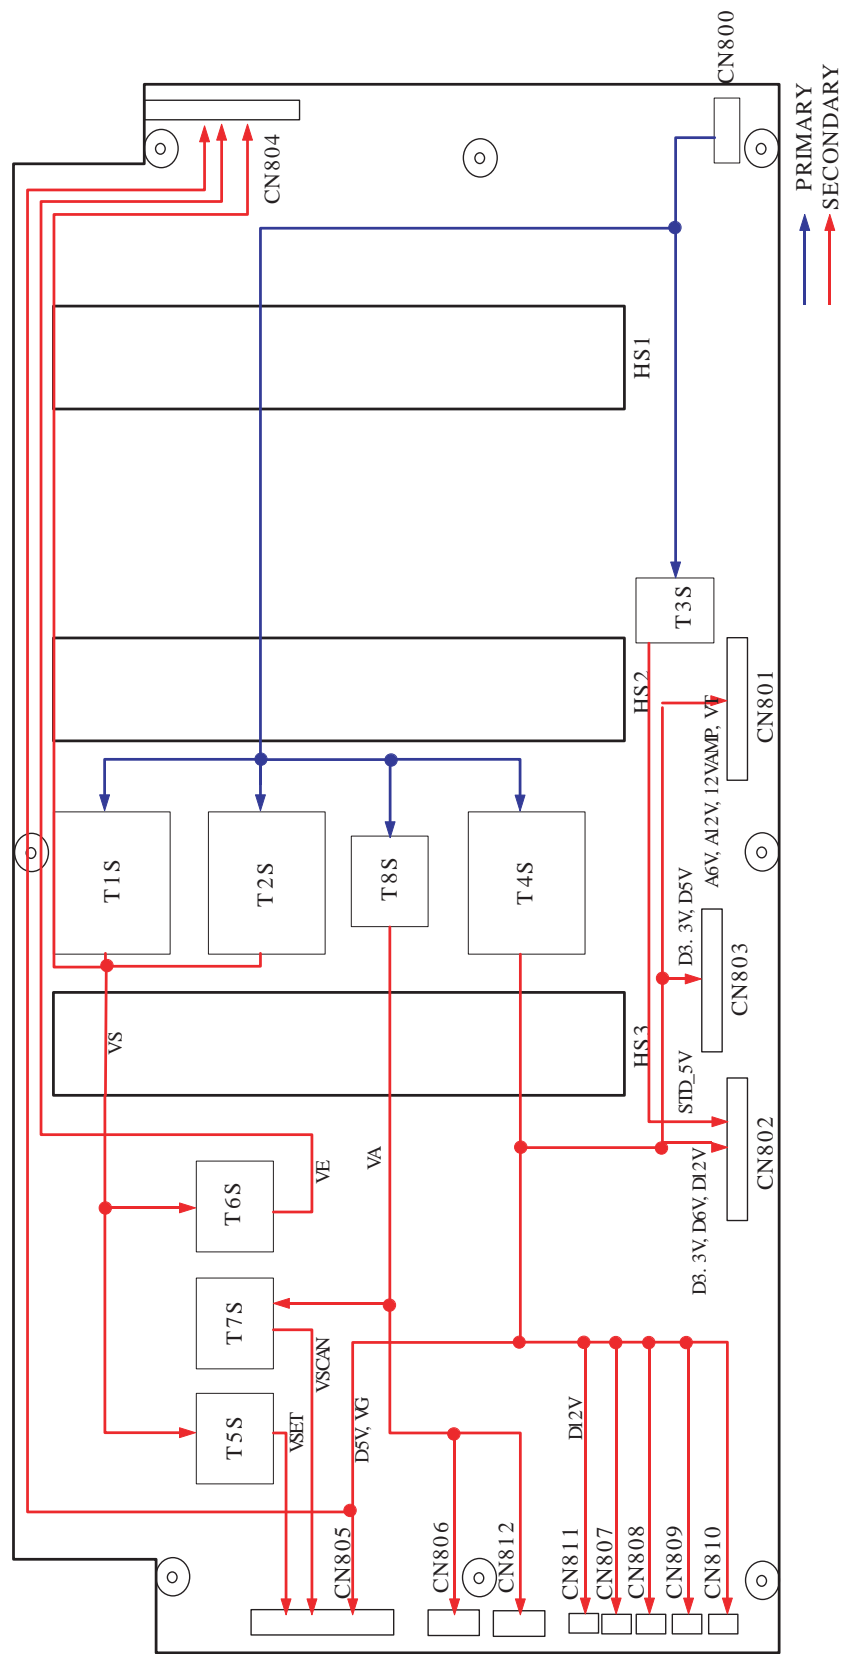 CN800
PRIMARY
SECONDARY
CN804
HS1
T3S
HS2
CN801
A6V, A12V, 12VAMP, VT
T1S
T2S
T8S
T4S
D3. 3V, D5V
CN803
VS
HS3
STD_5V
CN802
D3. 3V, D6V, D12V
VE
VA
T6S
T7S
VSCAN
T5S
VSET
D5V, VG
D12V
CN805
CN806
CN812
CN811
CN807
CN808
CN809
CN810